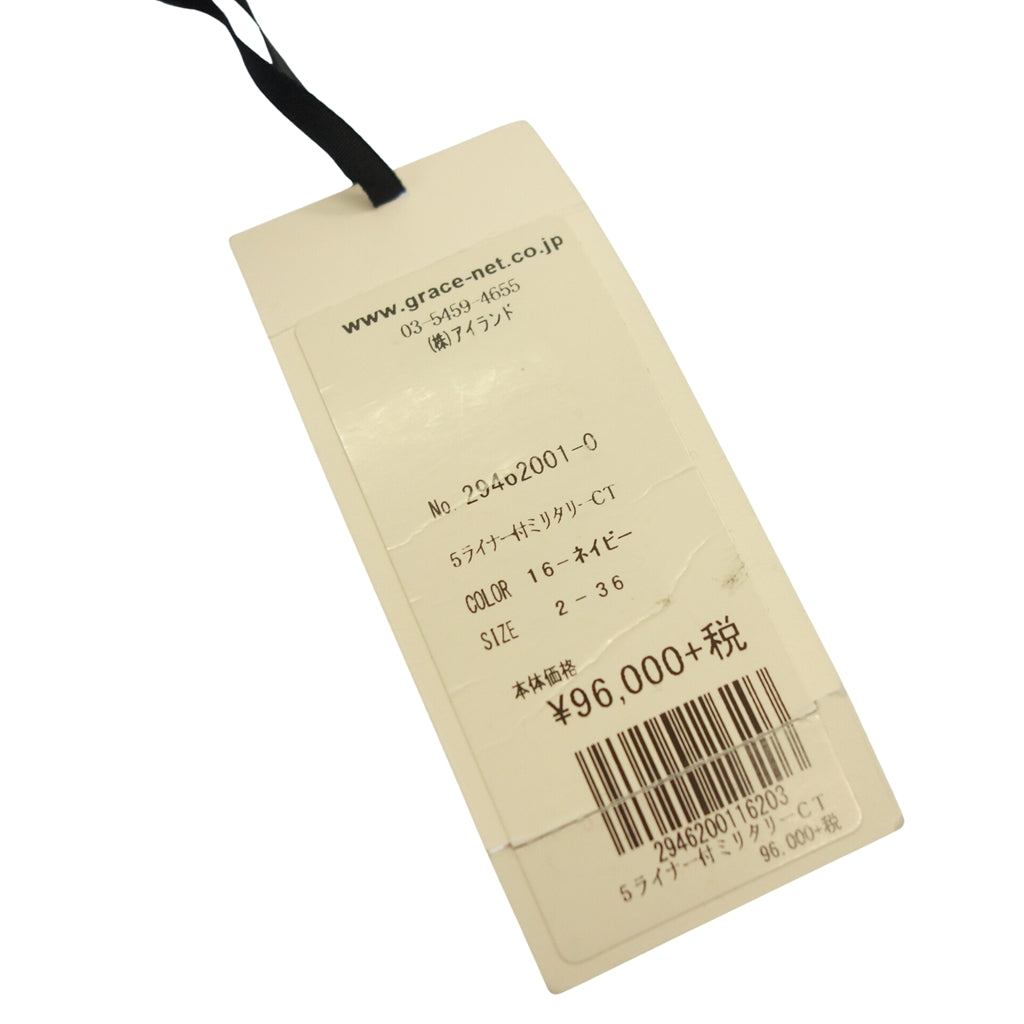 www.grace-net.co.jp
03-5459-4655
(株)アイランド
No. 29462001-0
5ライナー付ミリタリーCT
COLOR 16-ネイビー
SIZE 2-36
本体価格
¥96,000+税
2946200116203
5ライナー付ミリタリーCT
96,000+税